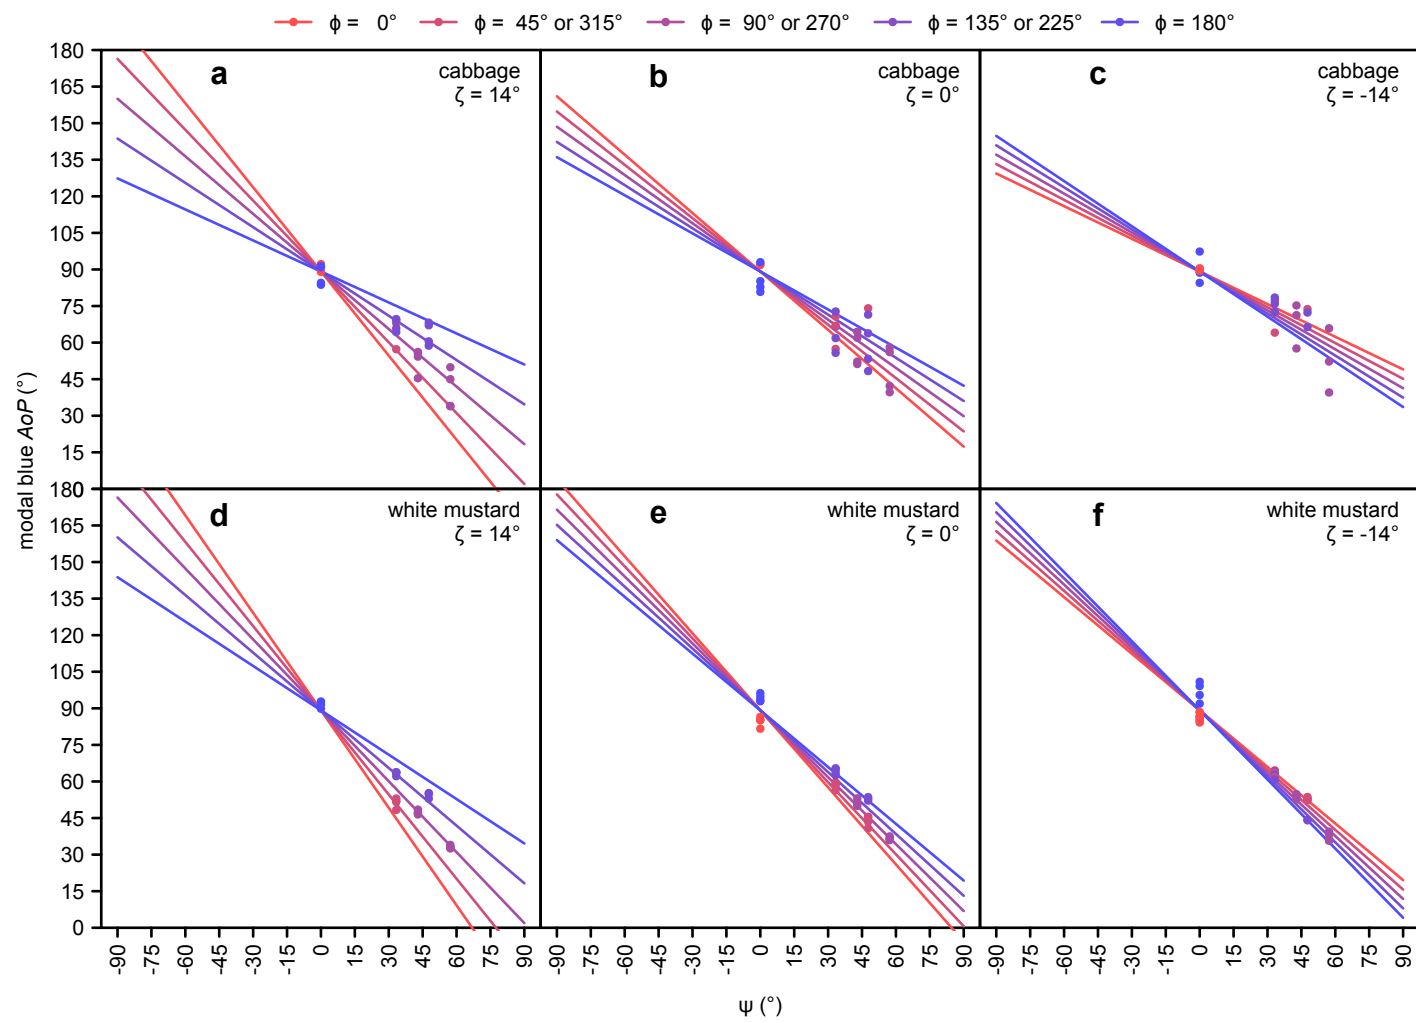 ϕ = 0° ϕ = 45° or 315° ϕ = 90° or 270° ϕ = 135° or 225° ϕ = 180°
a cabbage
ζ = 14°
b cabbage
ζ = 0°
c cabbage
ζ = -14°
180
165
150
135
120
105
90
75
60
45
30
15
modal blue AoP (°)
d white mustard
ζ = 14°
e white mustard
ζ = 0°
f white mustard
ζ = -14°
180
165
150
135
120
105
90
75
60
45
30
15
0
-90 -75 -60 -45 -30 -15 0 15 30 45 60 75 90 -90 -75 -60 -45 -30 -15 0 15 30 45 60 75 90 -90 -75 -60 -45 -30 -15 0 15 30 45 60 75 90
ψ (°)